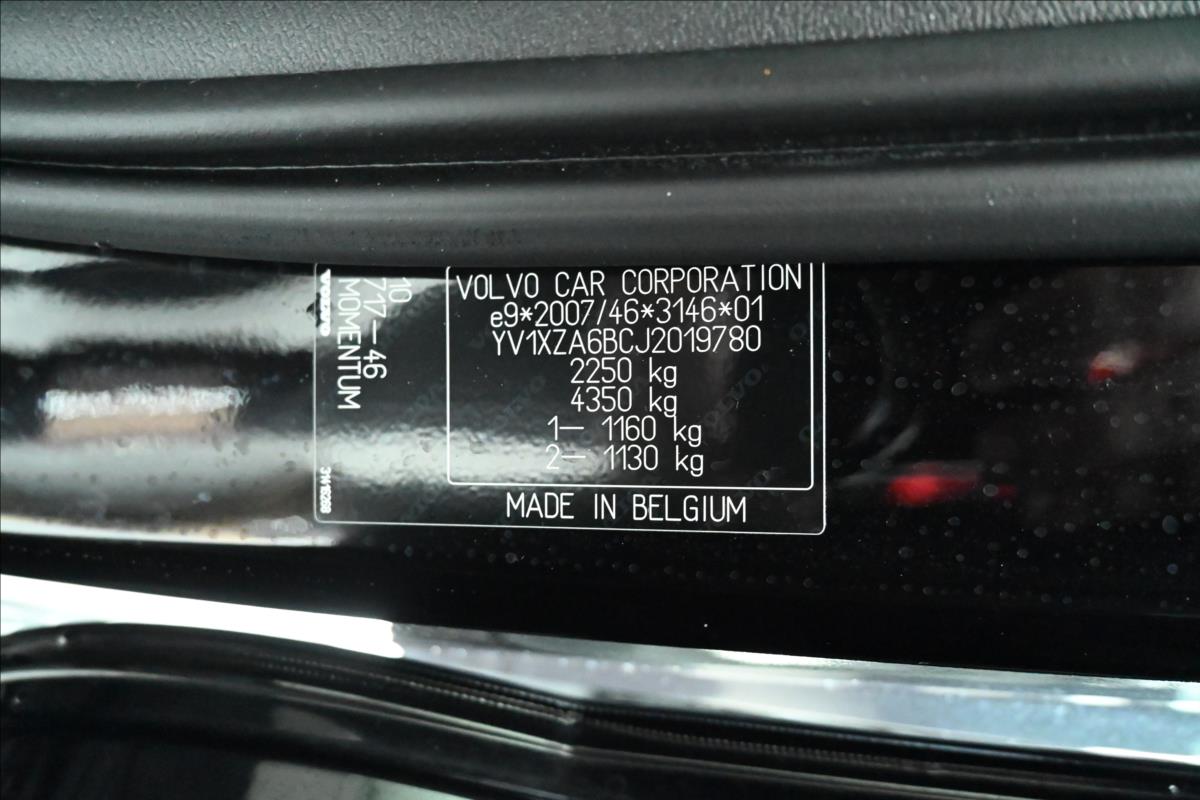 VOLVO CAR CORPORATION
e9*2007/46*3146*01
YV1XZA6BCJ2019780
2250 kg
4350 kg
1— 1160 kg
2— 1130 kg
MADE IN BELGIUM
10
717-46
MOMENTUM
VOLVO